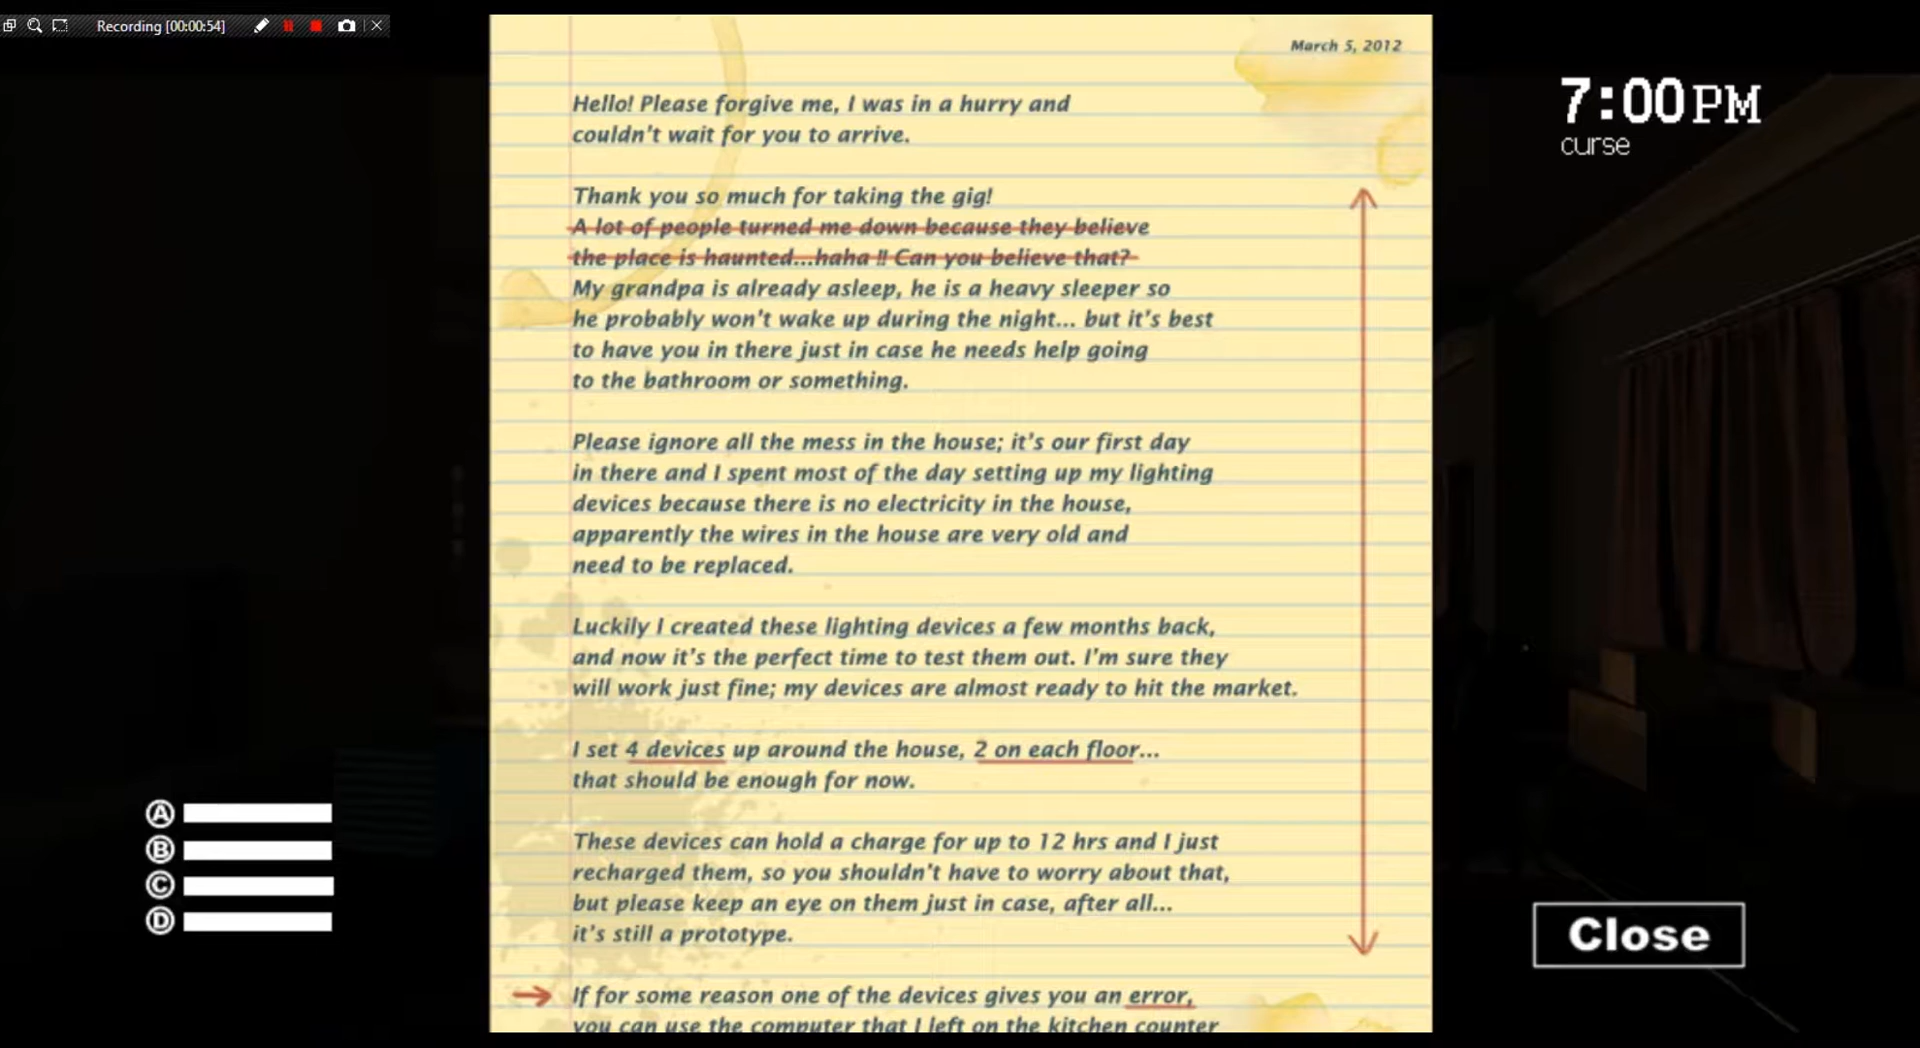 Recording [00:00:54]
March 5, 2012
7:00PM
curse
Hello! Please forgive me, I was in a hurry and
couldn't wait for you to arrive.
Thank you so much for taking the gig!
A lot of people turned me down because they believe
the place is haunted...haha !! Can you believe that?
My grandpa is already asleep, he is a heavy sleeper so
he probably won't wake up during the night... but it's best
to have you in there just in case he needs help going
to the bathroom or something.
Please ignore all the mess in the house; it's our first day
in there and I spent most of the day setting up my lighting
devices because there is no electricity in the house,
apparently the wires in the house are very old and
need to be replaced.
Luckily I created these lighting devices a few months back,
and now it's the perfect time to test them out. I'm sure they
will work just fine; my devices are almost ready to hit the market.
I set 4 devices up around the house, 2 on each floor...
that should be enough for now.
These devices can hold a charge for up to 12 hrs and I just
recharged them, so you shouldn't have to worry about that,
but please keep an eye on them just in case, after all...
it's still a prototype.
If for some reason one of the devices gives you an error,
you can use the computer that I left on the kitchen counter
A
B
C
D
Close